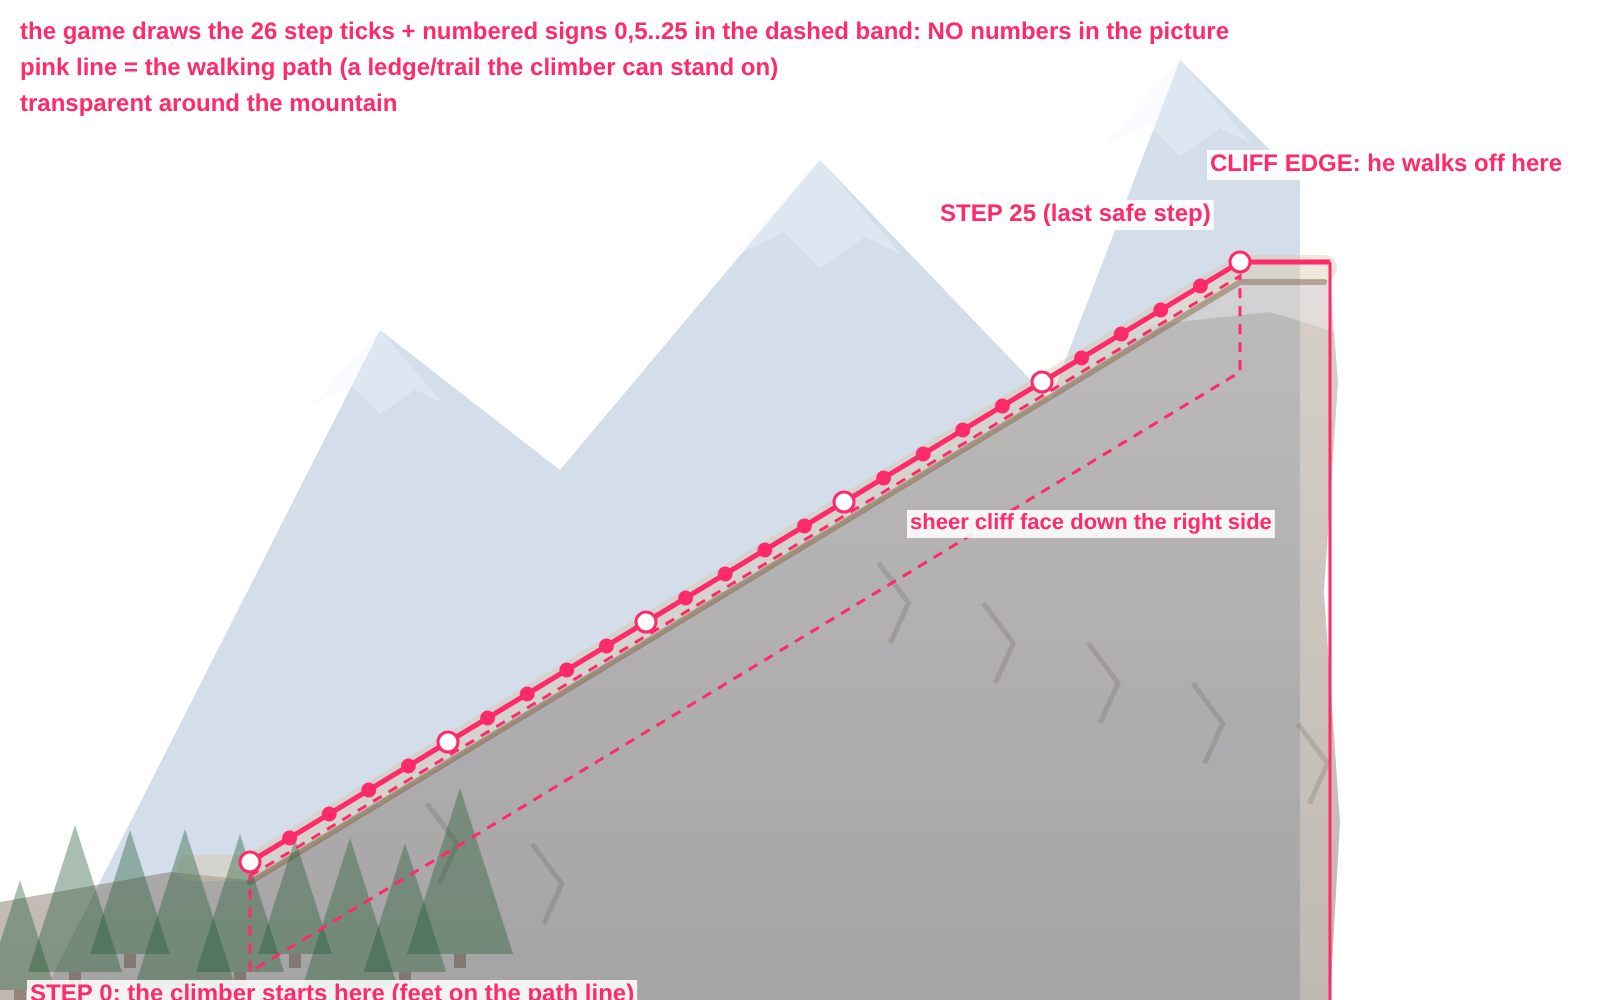 the game draws the 26 step ticks + numbered signs 0,5..25 in the dashed band: NO numbers in the picture
pink line = the walking path (a ledge/trail the climber can stand on)
transparent around the mountain
CLIFF EDGE: he walks off here
STEP 25 (last safe step)
sheer cliff face down the right side
STEP 0: the climber starts here (feet on the path line)